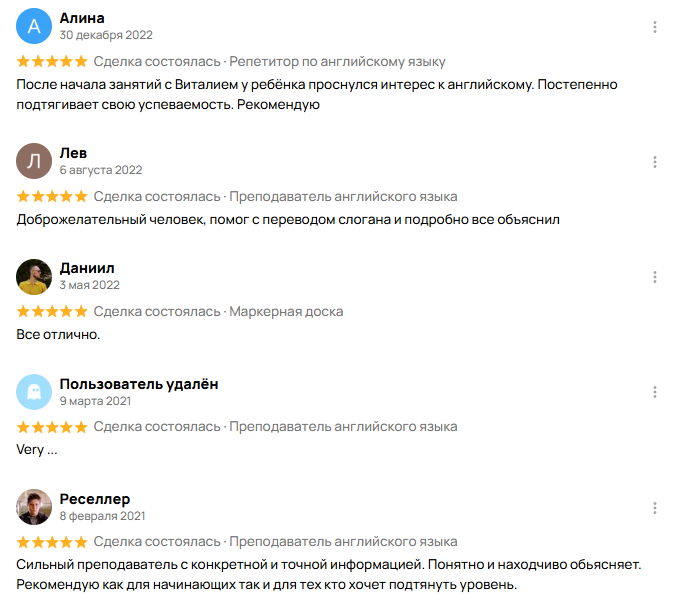 А
Алина
30 декабря 2022
Сделка состоялась · Репетитор по английскому языку
После начала занятий с Виталием у ребёнка проснулся интерес к английскому. Постепенно
подтягивает свою успеваемость. Рекомендую
Л
Лев
6 августа 2022
Сделка состоялась · Преподаватель английского языка
Доброжелательный человек, помог с переводом слогана и подробно все объяснил
Даниил
3 мая 2022
Сделка состоялась · Маркерная доска
Все отлично.
Пользователь удалён
9 марта 2021
Сделка состоялась · Преподаватель английского языка
Very ...
Реселлер
8 февраля 2021
Сделка состоялась · Преподаватель английского языка
Сильный преподаватель с конкретной и точной информацией. Понятно и находчиво обьясняет.
Рекомендую как для начинающих так и для тех кто хочет подтянуть уровень.